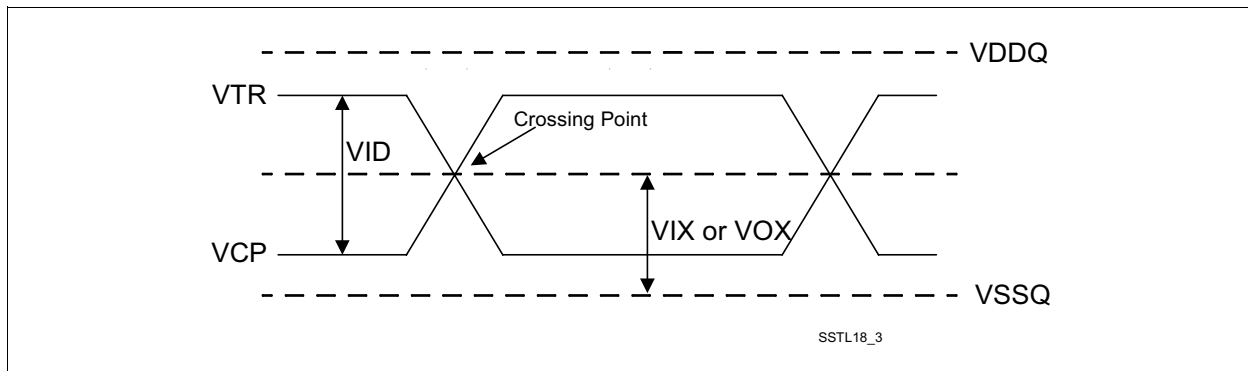 VDDQ
VTR
Crossing Point
VID
VIX or VOX
VCP
VSSQ
SSTL18_3